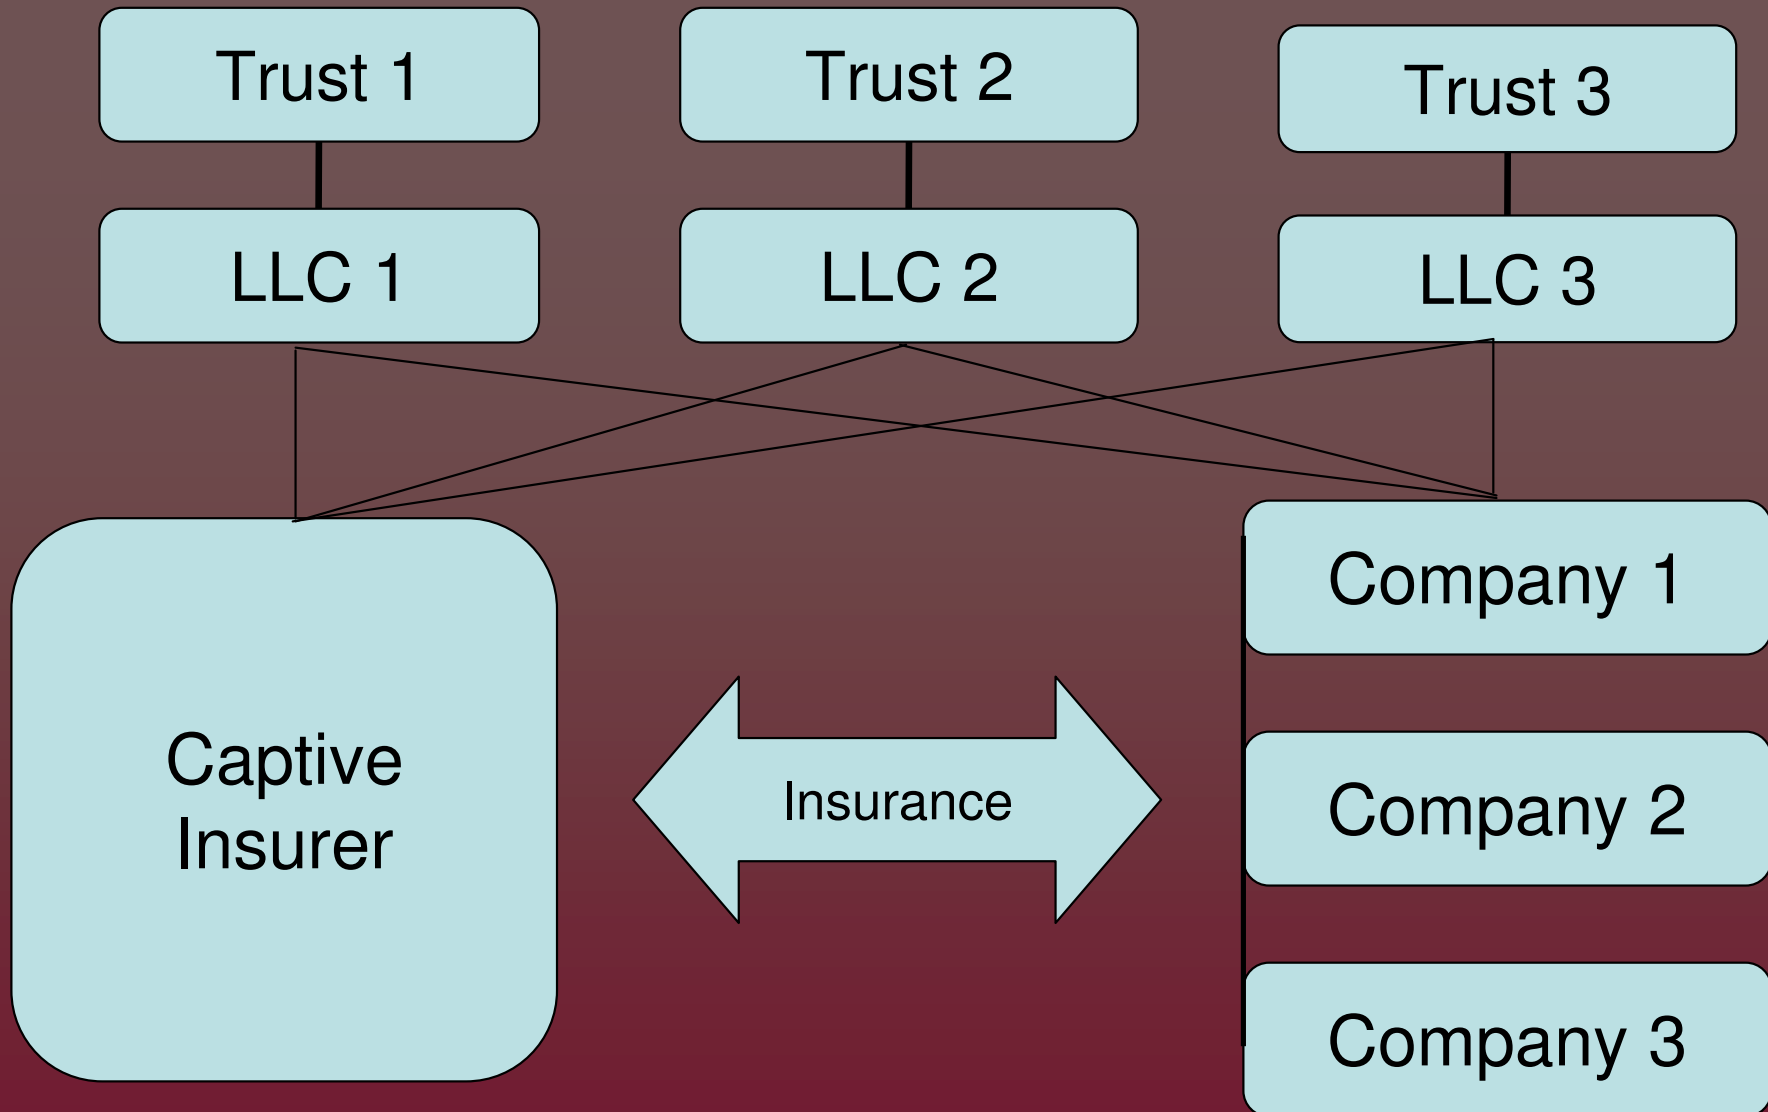 Trust 1
Trust 2
Trust 3
LLC 1
LLC 2
LLC 3
Captive
Insurer
Insurance
Company 1
Company 2
Company 3